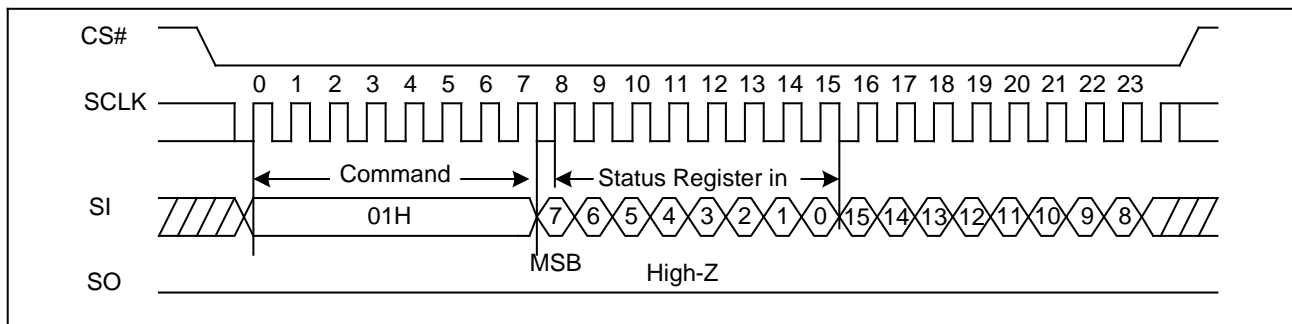 CS#
0 1 2 3 4 5 6 7 8 9 10 11 12 13 14 15 16 17 18 19 20 21 22 23
SCLK
Command Status Register in
SI 01H 7 6 5 4 3 2 1 0 15 14 13 12 11 10 9 8
MSB High-Z
SO